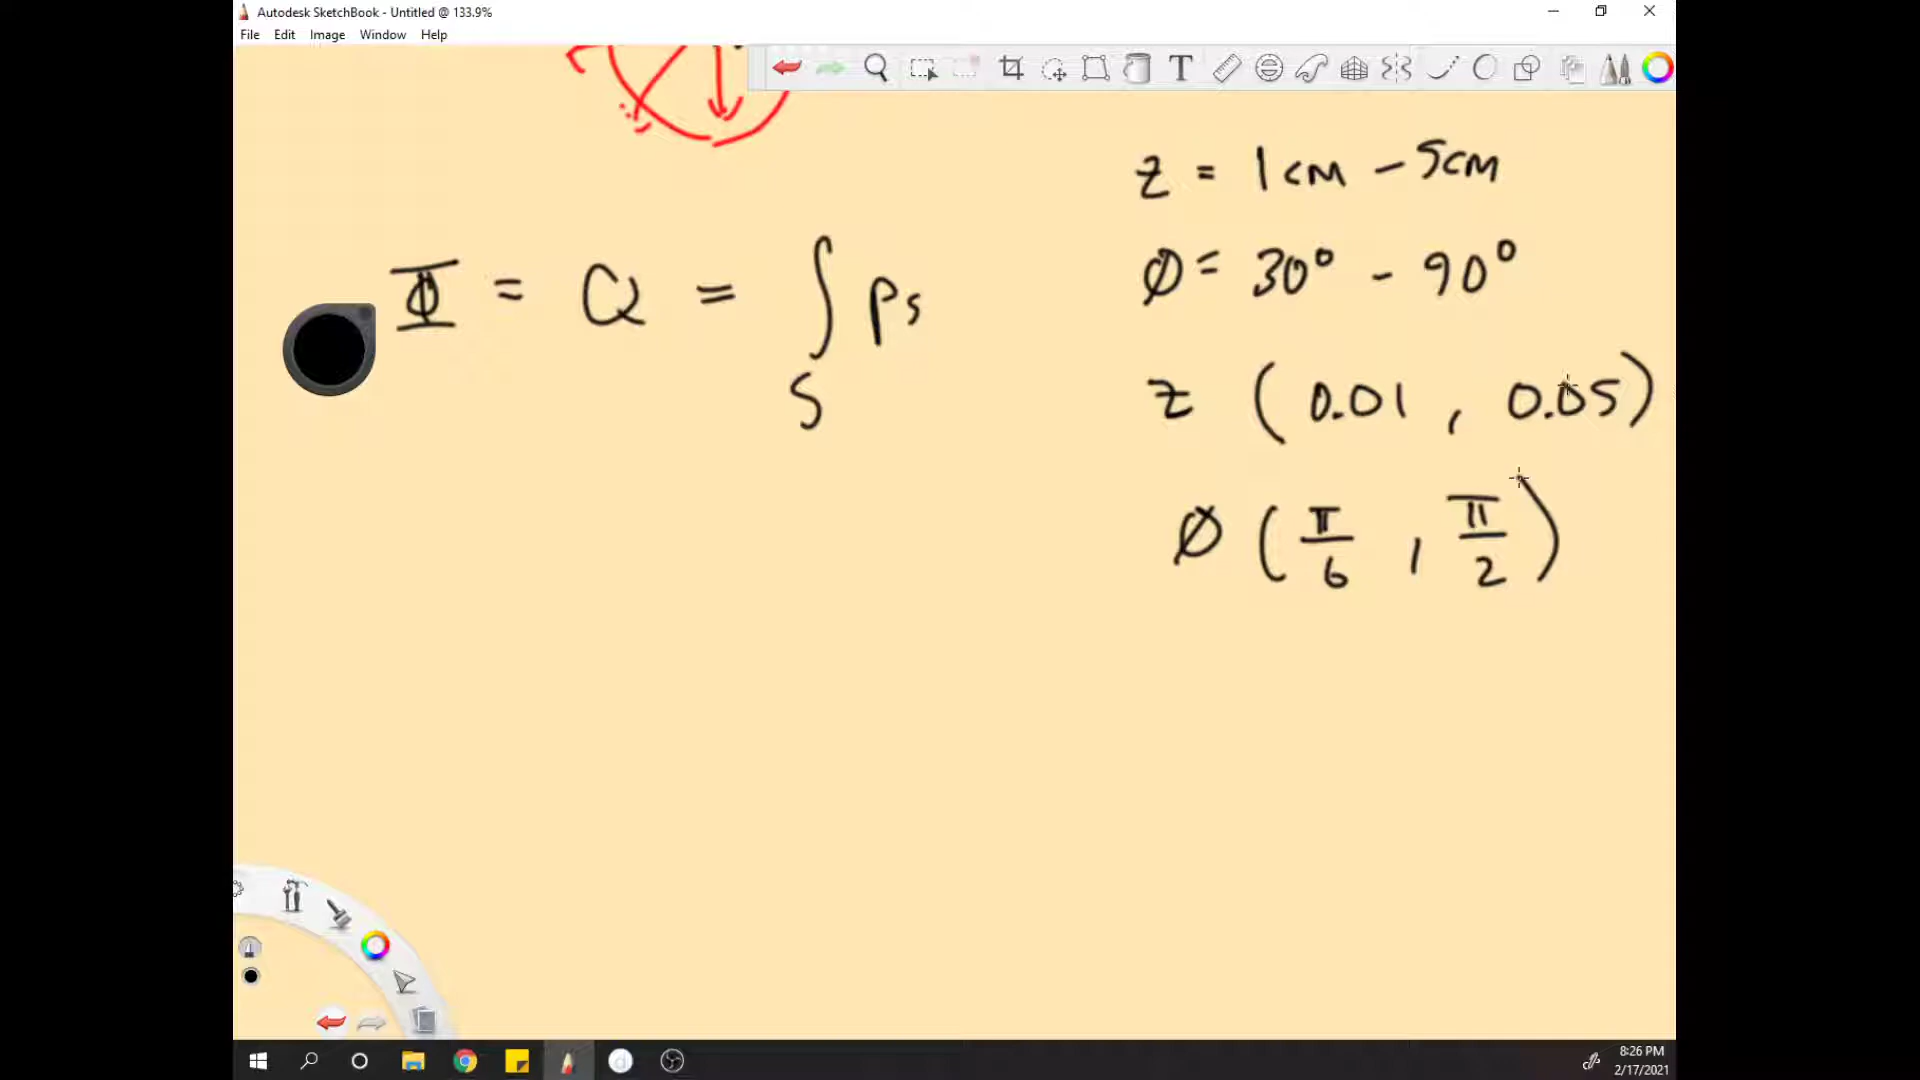 Autodesk SketchBook - Untitled @ 133.9%
File Edit Image Window Help
T
z = 1cm - 5cm
ø = 30° - 90°
Φ = Q = ∫ ρs
S
z (0.01, 0.05)
ø (π/6, π/2)
8:26 PM
2/17/2021